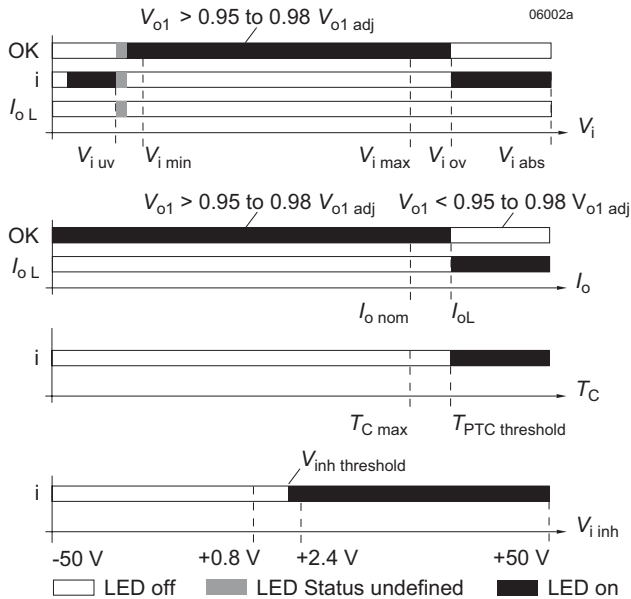 06002a
Vo1 > 0.95 to 0.98 Vo1 adj
OK
i
Io L
Vi
Vi uv Vi min Vi max Vi ov Vi abs
Vo1 > 0.95 to 0.98 Vo1 adj Vo1 < 0.95 to 0.98 Vo1 adj
OK
Io L
Io
Io nom IoL
i
TC
TC max TPTC threshold
Vinh threshold
i
Vi inh
-50 V +0.8 V +2.4 V +50 V
LED off LED Status undefined LED on